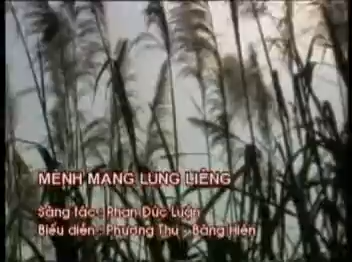 MÊNH MANG LUNG LIÊNG
Sáng tác : Phan Đức Luận
Biểu diễn : Phương Thu - Bằng Hiền